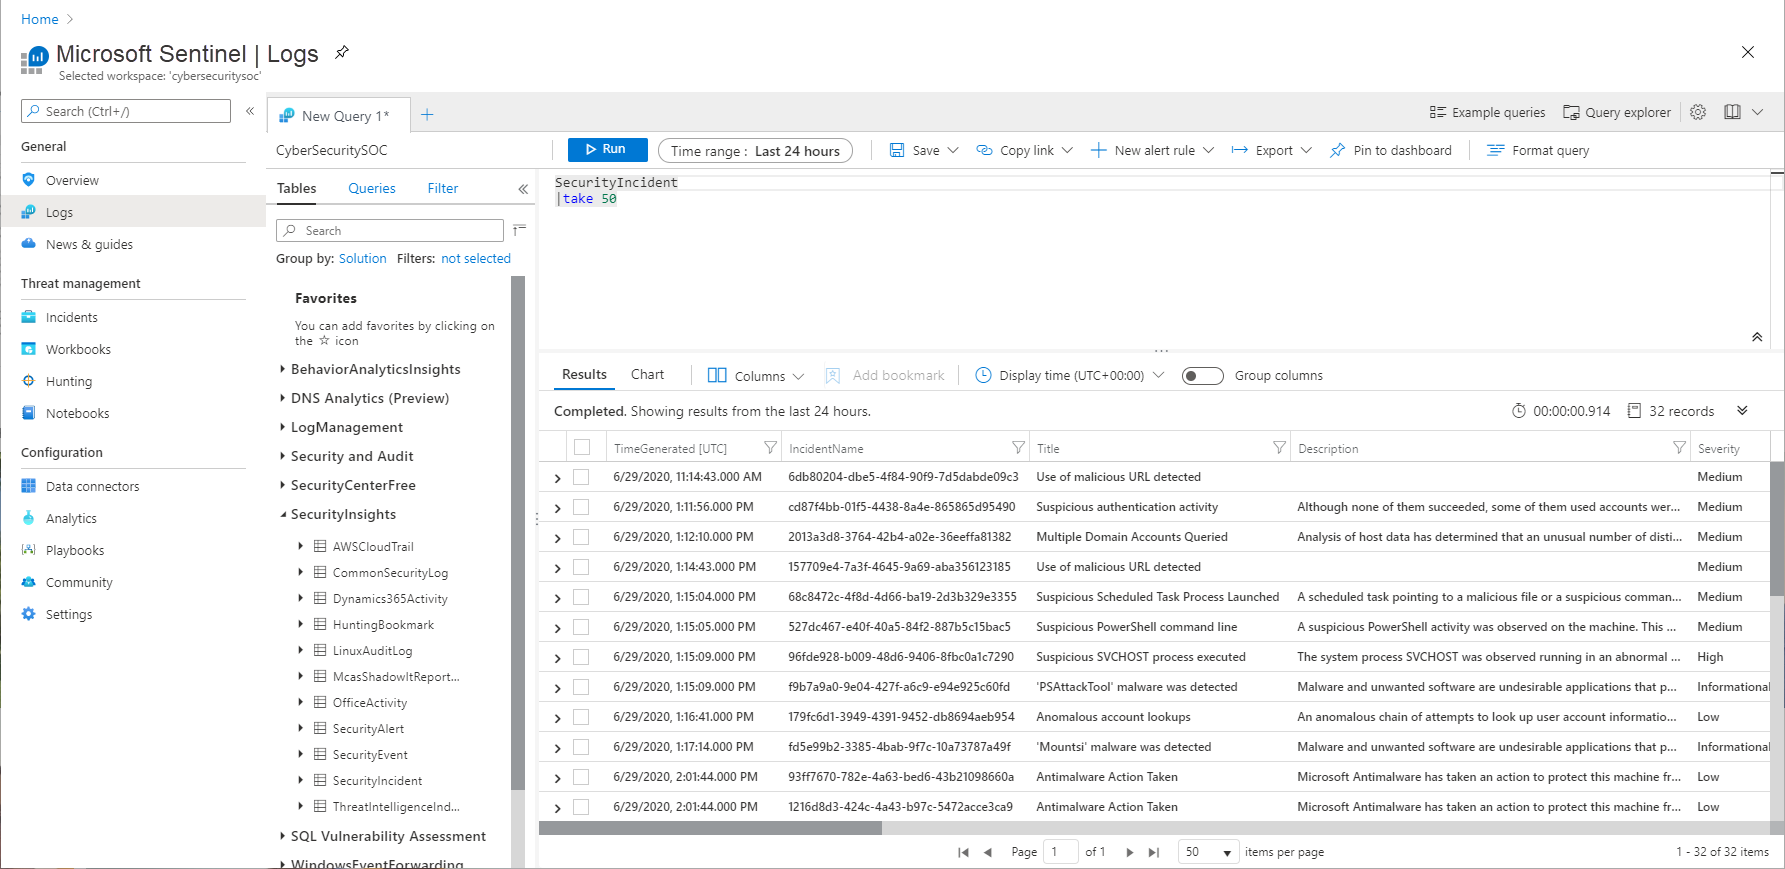 Home
Microsoft Sentinel | Logs
Selected workspace: 'cybersecuritysoc'
Search (Ctrl+/)
General
Overview
Logs
News & guides
Threat management
Incidents
Workbooks
Hunting
Notebooks
Configuration
Data connectors
Analytics
Playbooks
Community
Settings
New Query 1*
Example queries
Query explorer
CyberSecuritySOC
Run
Time range : Last 24 hours
Save
Copy link
New alert rule
Export
Pin to dashboard
Format query
Tables Queries Filter
Search
Group by: Solution Filters: not selected
Favorites
You can add favorites by clicking on
the ☆ icon
BehaviorAnalyticsInsights
DNS Analytics (Preview)
LogManagement
Security and Audit
SecurityCenterFree
SecurityInsights
AWSCloudTrail
CommonSecurityLog
Dynamics365Activity
HuntingBookmark
LinuxAuditLog
McasShadowItReport...
OfficeActivity
SecurityAlert
SecurityEvent
SecurityIncident
ThreatIntelligenceInd...
SQL Vulnerability Assessment
WindowsEventForwarding
SecurityIncident
|take 50
Results Chart Columns Add bookmark Display time (UTC+00:00) Group columns
Completed. Showing results from the last 24 hours. 00:00:00.914 32 records
TimeGenerated [UTC] IncidentName Title Description Severity
6/29/2020, 11:14:43.000 AM 6db80204-dbe5-4f84-90f9-7d5dabde09c3 Use of malicious URL detected Medium
6/29/2020, 1:11:56.000 PM cd87f4bb-01f5-4438-8a4e-865865d95490 Suspicious authentication activity Although none of them succeeded, some of them used accounts wer... Medium
6/29/2020, 1:12:10.000 PM 2013a3d8-3764-42b4-a02e-36eeffa81382 Multiple Domain Accounts Queried Analysis of host data has determined that an unusual number of disti... Medium
6/29/2020, 1:14:43.000 PM 157709e4-7a3f-4645-9a69-aba356123185 Use of malicious URL detected Medium
6/29/2020, 1:15:04.000 PM 68c8472c-4f8d-4d66-ba19-2d3b329e3355 Suspicious Scheduled Task Process Launched A scheduled task pointing to a malicious file or a suspicious comman... Medium
6/29/2020, 1:15:05.000 PM 527dc467-e40f-40a5-84f2-887b5c15bac5 Suspicious PowerShell command line A suspicious PowerShell activity was observed on the machine. This ... Medium
6/29/2020, 1:15:09.000 PM 96fde928-b009-48d6-9406-8fbc0a1c7290 Suspicious SVCHOST process executed The system process SVCHOST was observed running in an abnormal ... High
6/29/2020, 1:15:09.000 PM f9b7a9a0-9e04-427f-a6c9-e94e925c60fd 'PSAttackTool' malware was detected Malware and unwanted software are undesirable applications that p... Informational
6/29/2020, 1:16:41.000 PM 179fc6d1-3949-4391-9452-db8694aeb954 Anomalous account lookups An anomalous chain of attempts to look up user account informatio... Low
6/29/2020, 1:17:14.000 PM fd5e99b2-3385-4bab-9f7c-10a73787a49f 'Mountsi' malware was detected Malware and unwanted software are undesirable applications that p... Informational
6/29/2020, 2:01:44.000 PM 93ff7670-782e-4a63-bed6-43b21098660a Antimalware Action Taken Microsoft Antimalware has taken an action to protect this machine fr... Low
6/29/2020, 2:01:44.000 PM 1216d8d3-424c-4a43-b97c-5472acce3ca9 Antimalware Action Taken Microsoft Antimalware has taken an action to protect this machine fr... Low
Page 1 of 1 50 items per page 1 - 32 of 32 items